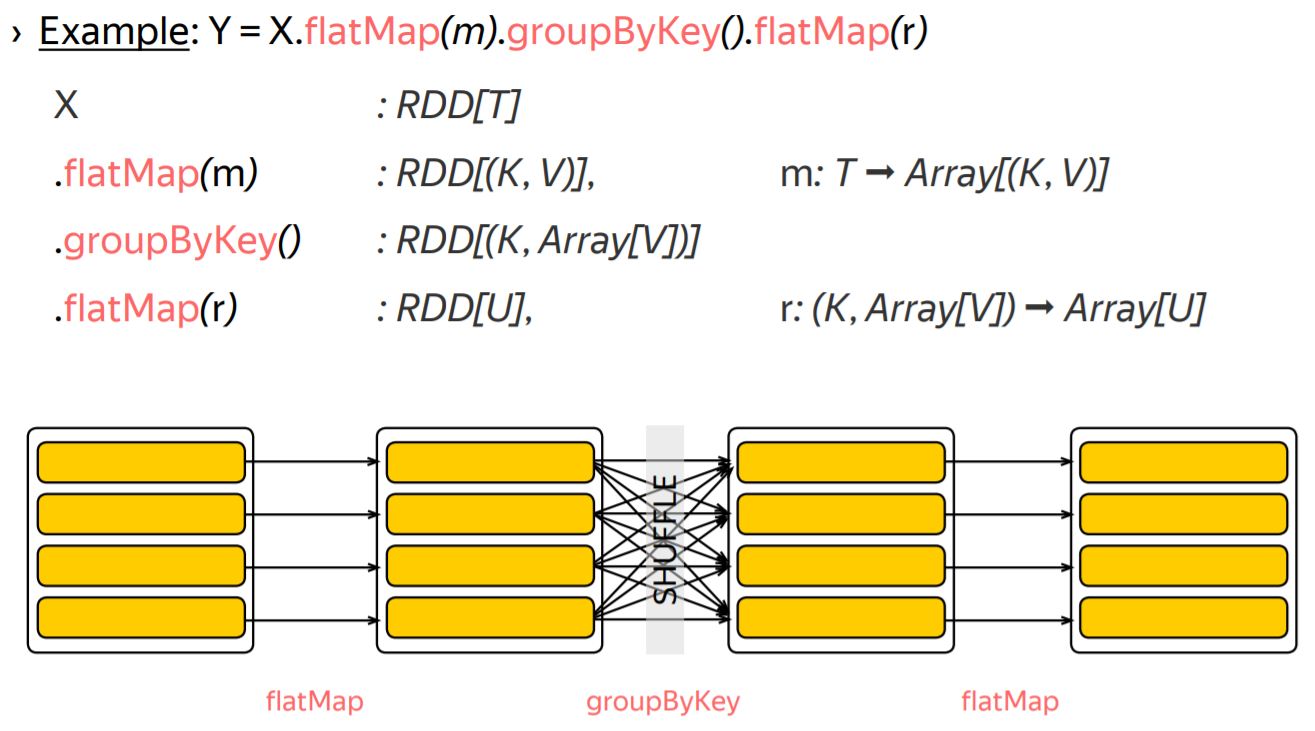 › Example: Y = X.flatMap(m).groupByKey().flatMap(r)
X : RDD[T]
.flatMap(m) : RDD[(K, V)], m: T ➞ Array[(K, V)]
.groupByKey() : RDD[(K, Array[V])]
.flatMap(r) : RDD[U], r: (K, Array[V]) ➞ Array[U]
SHUFFLE
flatMap groupByKey flatMap